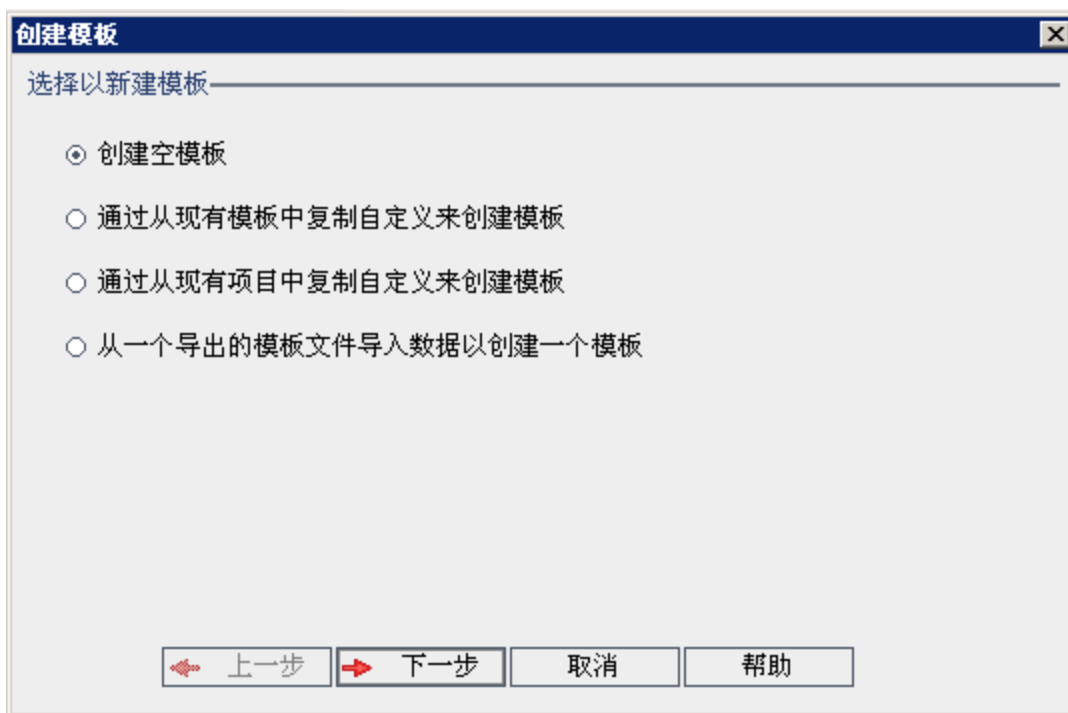 创建模板
选择以新建模板
创建空模板
通过从现有模板中复制自定义来创建模板
通过从现有项目中复制自定义来创建模板
从一个导出的模板文件导入数据以创建一个模板
上一步 下一步 取消 帮助